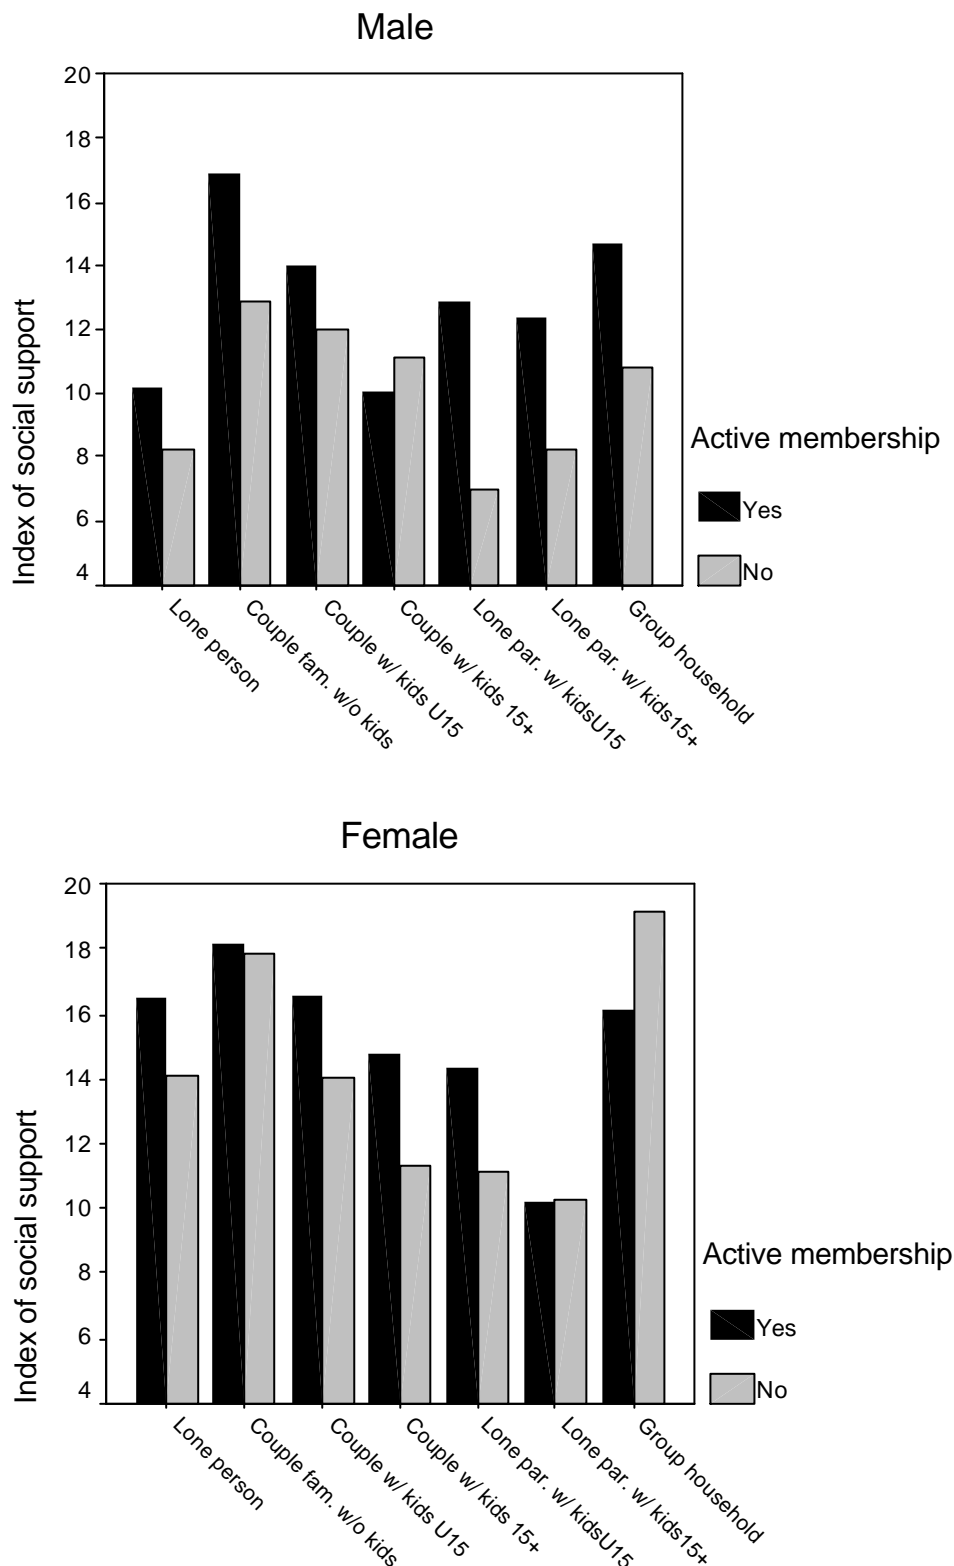 Male
20
18
16
14
12
10
8
6
4
Index of social support
Lone person
Couple fam. w/o kids
Couple w/ kids U15
Couple w/ kids 15+
Lone par. w/ kidsU15
Lone par. w/ kids15+
Group household
Active membership
Yes
No
Female
20
18
16
14
12
10
8
6
4
Index of social support
Lone person
Couple fam. w/o kids
Couple w/ kids U15
Couple w/ kids 15+
Lone par. w/ kidsU15
Lone par. w/ kids15+
Group household
Active membership
Yes
No